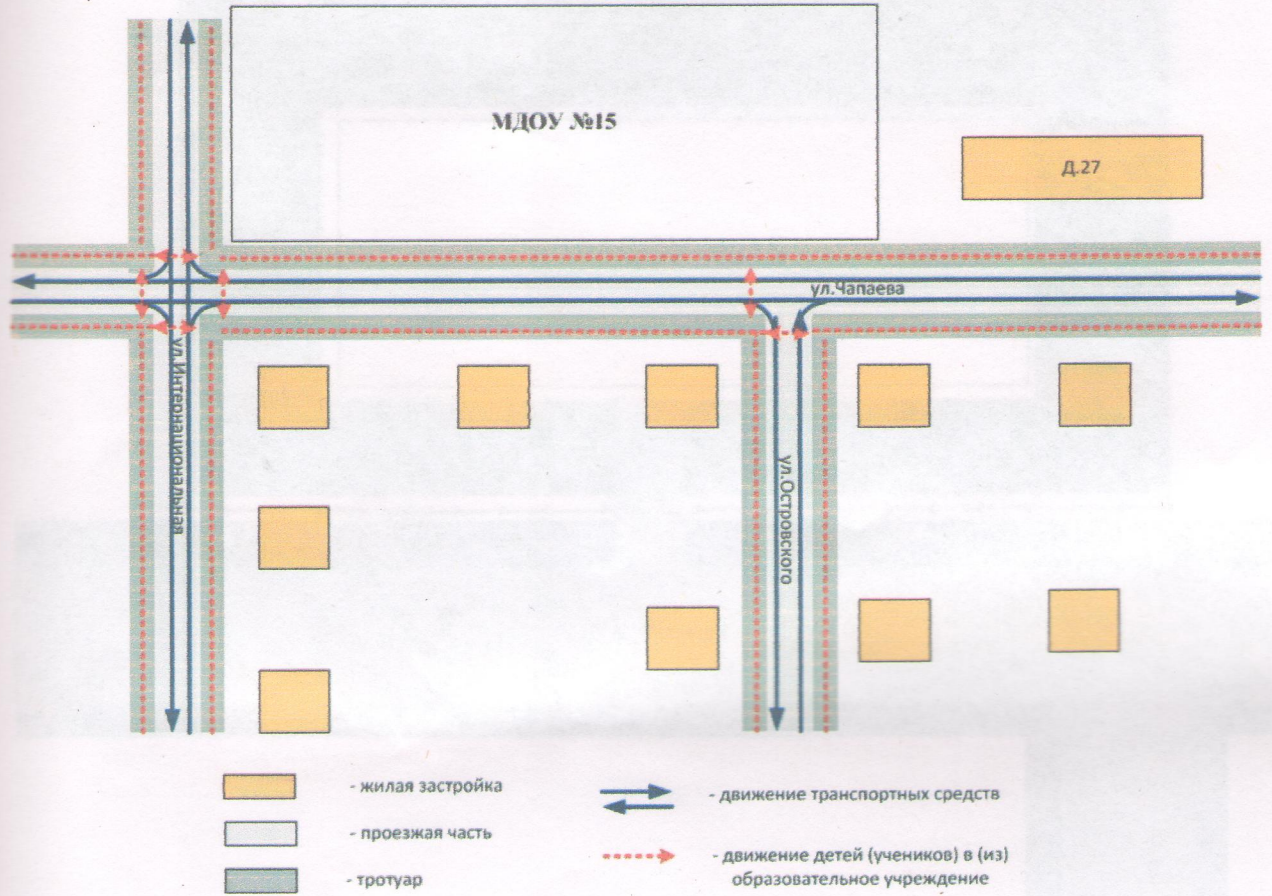 МДОУ №15
Д.27
ул.Чапаева
ул.Интернациональная
ул.Островского
- жилая застройка
- движение транспортных средств
- проезжая часть
- движение детей (учеников) в (из)
образовательное учреждение
- тротуар